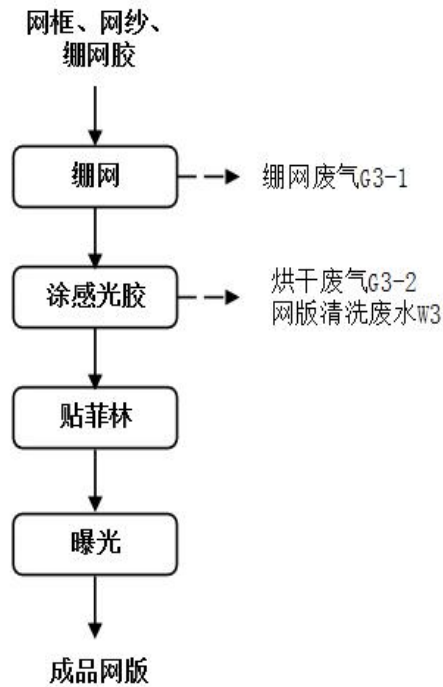 网框、网纱、
绷网胶
绷网
绷网废气G3-1
涂感光胶
烘干废气G3-2
网版清洗废水W3
贴菲林
曝光
成品网版